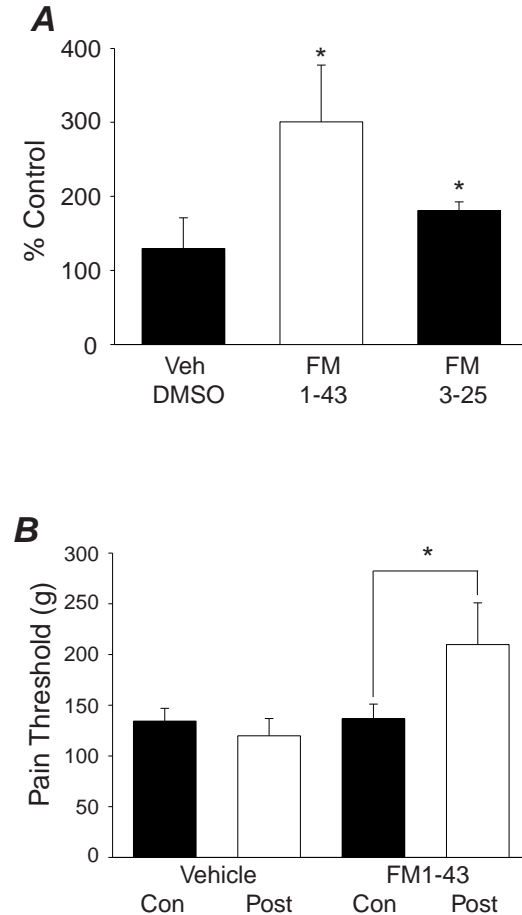 A
400
300
200
100
0
% Control
*
*
Veh
DMSO
FM
1-43
FM
3-25
B
300
250
200
150
100
50
0
Pain Threshold (g)
*
Vehicle FM1-43
Con Post Con Post